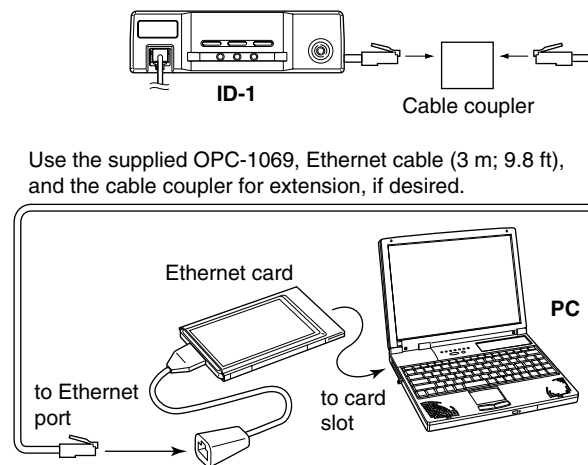 ID-1
Cable coupler
Use the supplied OPC-1069, Ethernet cable (3 m; 9.8 ft),
and the cable coupler for extension, if desired.
Ethernet card
PC
to Ethernet
port
to card
slot